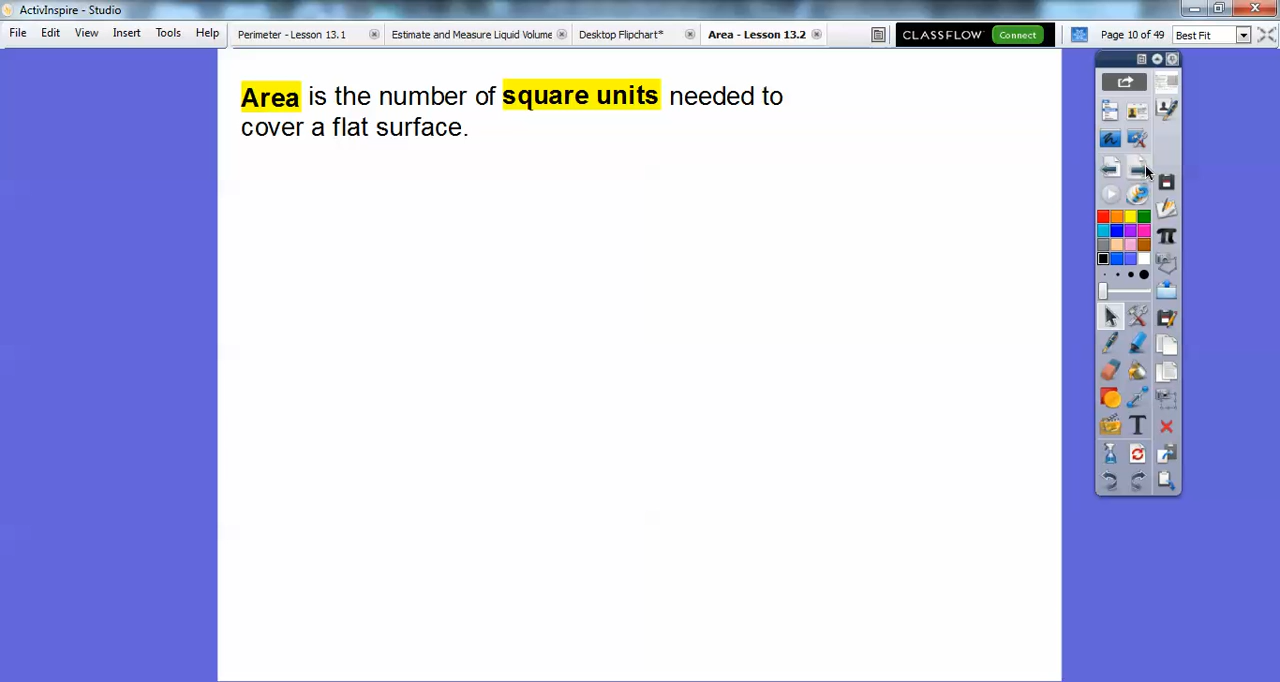 ActivInspire - Studio
File Edit View Insert Tools Help
Perimeter - Lesson 13.1 Estimate and Measure Liquid Volume Desktop Flipchart* Area - Lesson 13.2
CLASSFLOW Connect
Page 10 of 49 Best Fit
Area is the number of square units needed to
cover a flat surface.